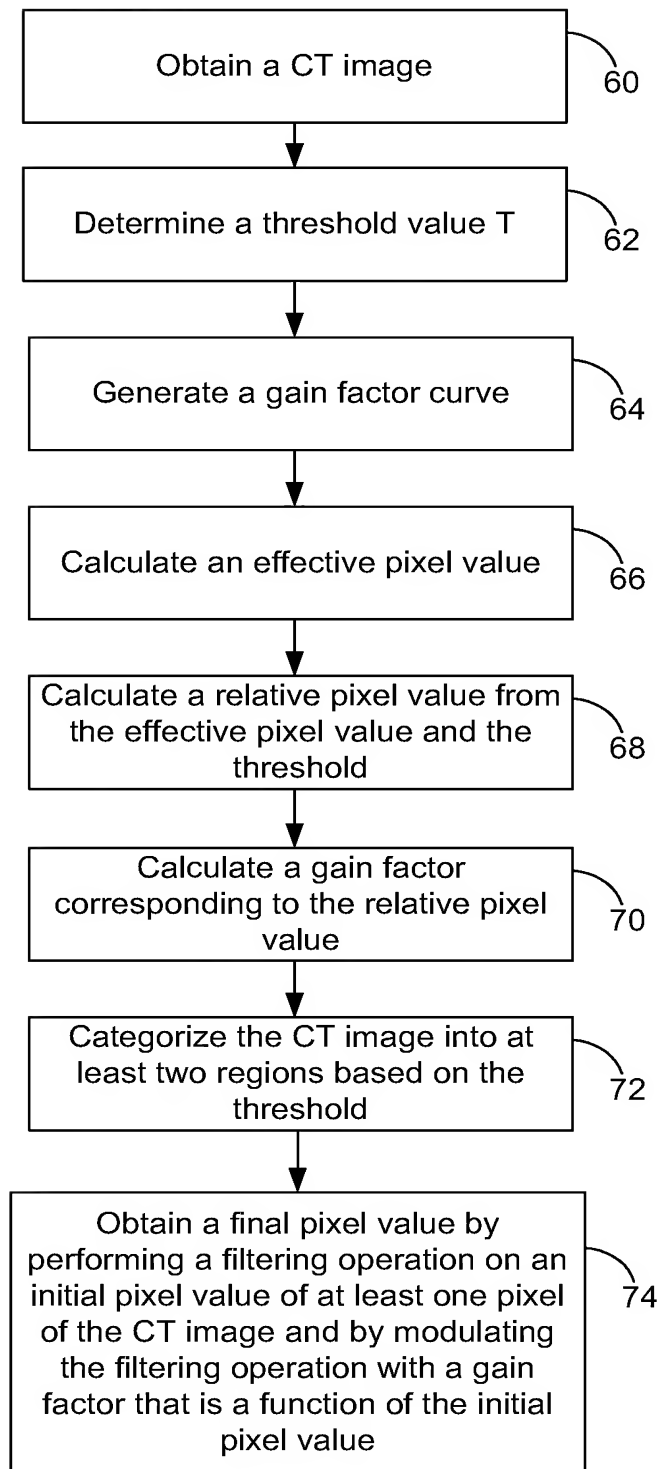 Obtain a CT image
60
Determine a threshold value T
62
Generate a gain factor curve
64
Calculate an effective pixel value
66
Calculate a relative pixel value from
the effective pixel value and the
threshold
68
Calculate a gain factor
corresponding to the relative pixel
value
70
Categorize the CT image into at
least two regions based on the
threshold
72
Obtain a final pixel value by
performing a filtering operation on an
initial pixel value of at least one pixel
of the CT image and by modulating
the filtering operation with a gain
factor that is a function of the initial
pixel value
74